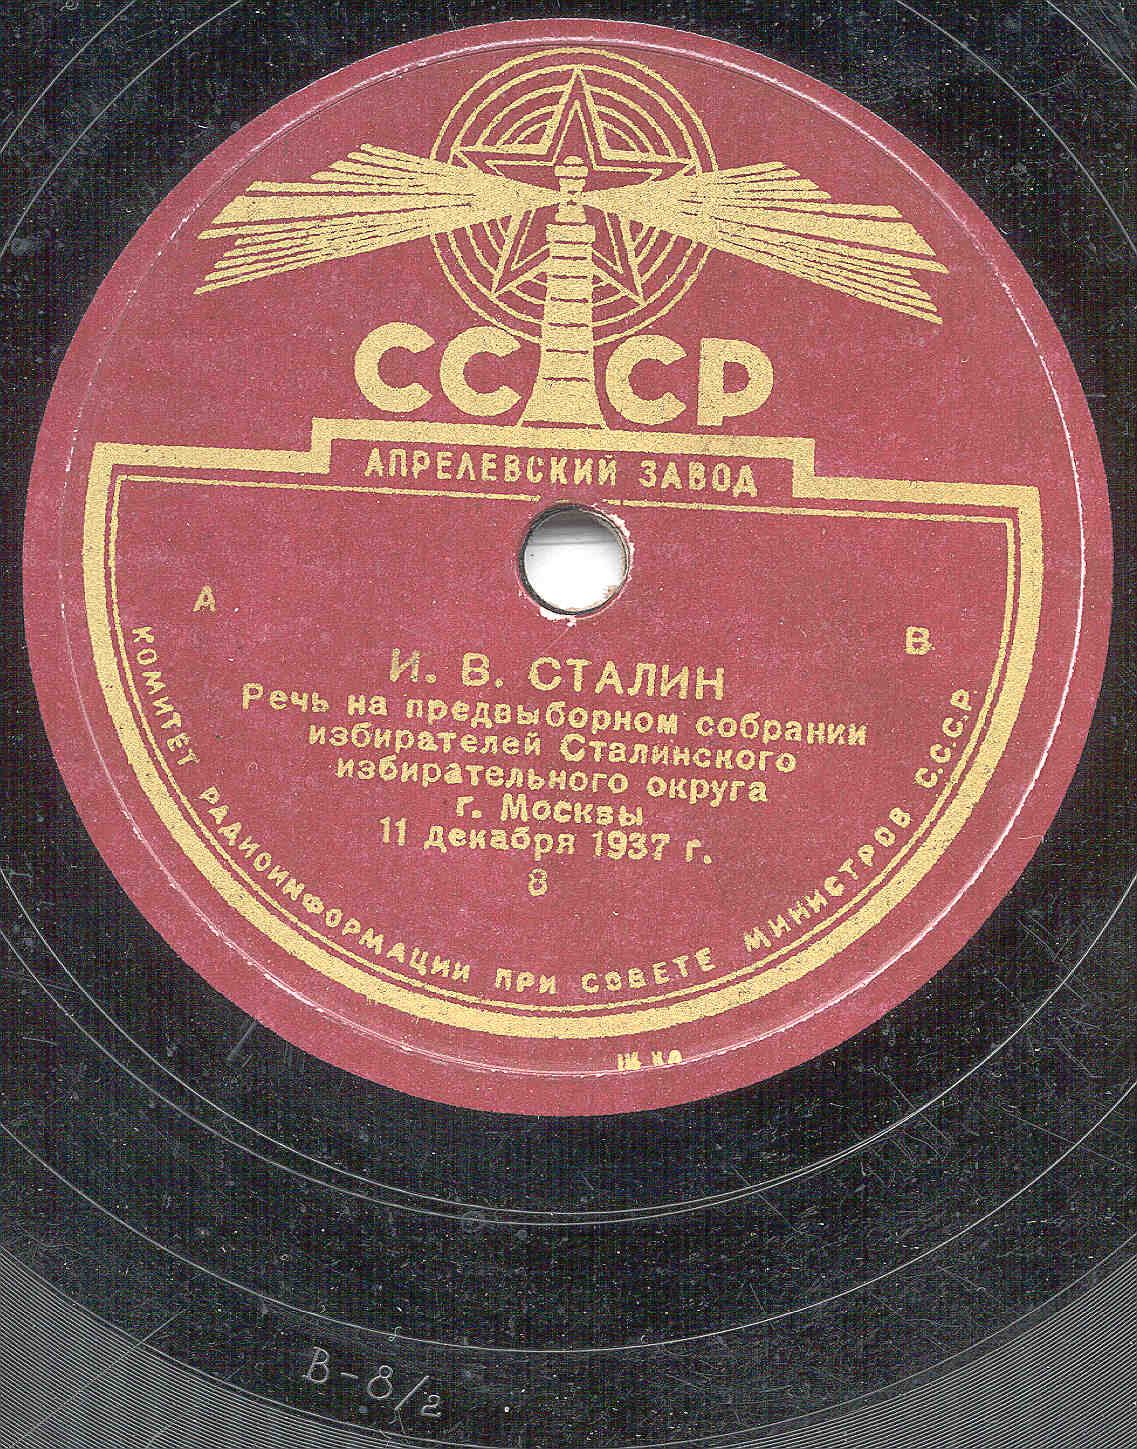 СССР
АПРЕЛЕВСКИЙ ЗАВОД
А
В
И. В. СТАЛИН
Речь на предвыборном собрании
избирателей Сталинского
избирательного округа
г. Москвы
11 декабря 1937 г.
8
КОМИТЕТ РАДИОИНФОРМАЦИИ ПРИ СОВЕТЕ МИНИСТРОВ С.С.С.Р.
В-8/2